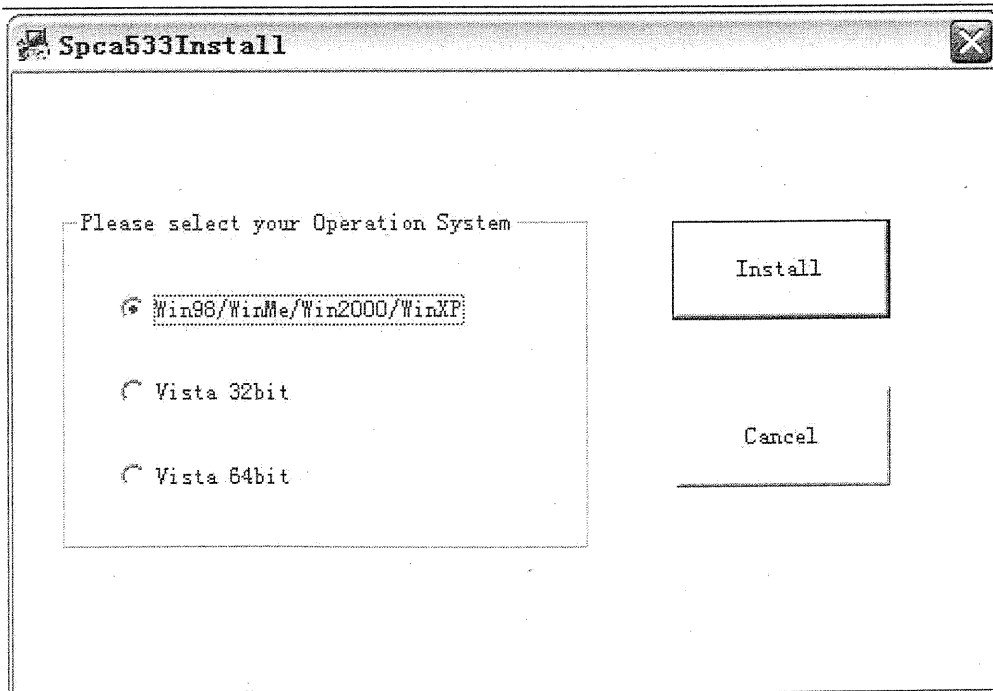 Spca533Install
Please select your Operation System
Win98/WinMe/Win2000/WinXP
Vista 32bit
Vista 64bit
Install
Cancel